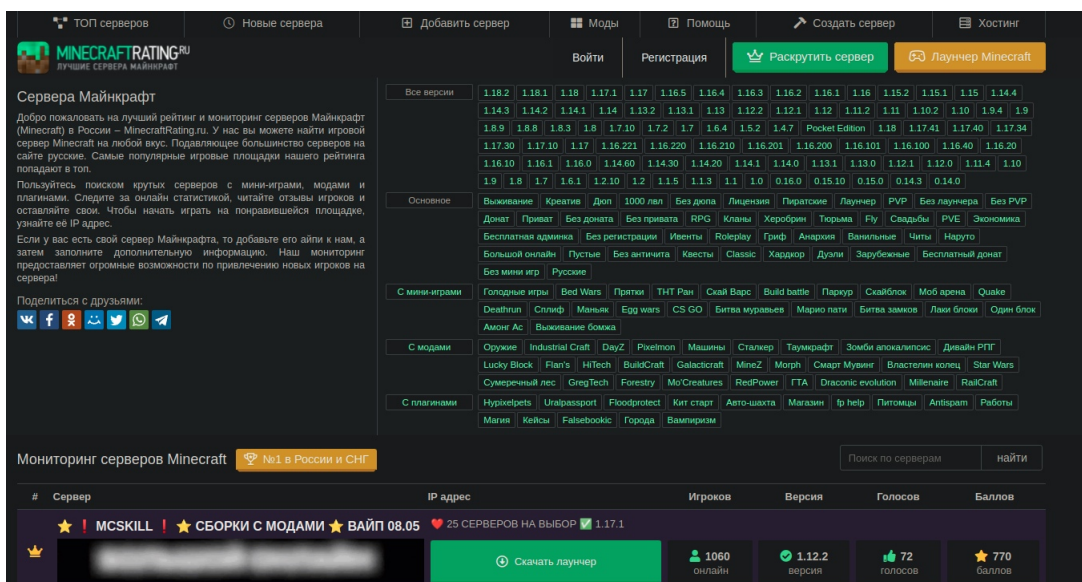 ТОП серверов Новые сервера Добавить сервер Моды Помощь Создать сервер Хостинг
MINECRAFTRATING RU
ЛУЧШИЕ СЕРВЕРА МАЙНКРАФТ
Войти Регистрация Раскрутить сервер Лаунчер Minecraft
Сервера Майнкрафт
Добро пожаловать на лучший рейтинг и мониторинг серверов Майнкрафт
(Minecraft) в России – MinecraftRating.ru. У нас вы можете найти игровой
сервер Minecraft на любой вкус. Подавляющее большинство серверов на
сайте русские. Самые популярные игровые площадки нашего рейтинга
попадают в топ.
Пользуйтесь поиском крутых серверов с мини-играми, модами и
плагинами. Следите за онлайн статистикой, читайте отзывы игроков и
оставляйте свои. Чтобы начать играть на понравившейся площадке,
узнайте её IP адрес.
Если у вас есть свой сервер Майнкрафта, то добавьте его айпи к нам, а
затем заполните дополнительную информацию. Наш мониторинг
предоставляет огромные возможности по привлечению новых игроков на
сервера!
Поделиться с друзьями:
Все версии 1.18.2 1.18.1 1.18 1.17.1 1.17 1.16.5 1.16.4 1.16.3 1.16.2 1.16.1 1.16 1.15.2 1.15.1 1.15 1.14.4
1.14.3 1.14.2 1.14.1 1.14 1.13.2 1.13.1 1.13 1.12.2 1.12.1 1.12 1.11.2 1.11 1.10.2 1.10 1.9.4 1.9
1.8.9 1.8.8 1.8.3 1.8 1.7.10 1.7.2 1.7 1.6.4 1.5.2 1.4.7 Pocket Edition 1.18 1.17.41 1.17.40 1.17.34
1.17.30 1.17.10 1.17 1.16.221 1.16.220 1.16.210 1.16.201 1.16.200 1.16.101 1.16.100 1.16.40 1.16.20
1.16.10 1.16.1 1.16.0 1.14.60 1.14.30 1.14.20 1.14.1 1.14.0 1.13.1 1.13.0 1.12.1 1.12.0 1.11.4 1.10
1.9 1.8 1.7 1.6.1 1.2.10 1.2 1.1.5 1.1.3 1.1 1.0 0.16.0 0.15.10 0.15.0 0.14.3 0.14.0
Основное Выживание Креатив Дюп 1000 лвл Без дюпа Лицензия Пиратские Лаунчер PVP Без лаунчера Без PVP
Донат Приват Без доната Без привата RPG Кланы Херобрин Тюрьма Fly Свадьбы PVE Экономика
Бесплатная админка Без регистрации Ивенты Roleplay Гриф Анархия Ванильные Читы Наруто
Большой онлайн Пустые Без античита Квесты Classic Хардкор Дуэли Зарубежные Бесплатный донат
Без мини игр Русские
С мини-играми Голодные игры Bed Wars Прятки ТНТ Ран Скай Варс Build battle Паркур Скайблок Моб арена Quake
Deathrun Сплиф Маньяк Egg wars CS GO Битва муравьев Марио пати Битва замков Лаки блоки Один блок
Амонг Ас Выживание бомжа
С модами Оружие Industrial Craft DayZ Pixelmon Машины Сталкер Таумкрафт Зомби апокалипсис Дивайн РПГ
Lucky Block Flan's HiTech BuildCraft Galacticraft MineZ Morph Смарт Мувинг Властелин колец Star Wars
Сумеречный лес GregTech Forestry Mo'Creatures RedPower ГТА Draconic evolution Millenaire RailCraft
С плагинами Hypixelpets Uralpassport Floodprotect Кит старт Авто-шахта Магазин fp help Питомцы Antispam Работы
Магия Кейсы Falsebookic Города Вампиризм
Мониторинг серверов Minecraft №1 в России и СНГ Поиск по серверам найти
# Сервер IP адрес Игроков Версия Голосов Баллов
⭐❗ MCSKILL ❗⭐ СБОРКИ С МОДАМИ ⭐ ВАЙП 08.05 ❤️ 25 СЕРВЕРОВ НА ВЫБОР ✅ 1.17.1
Скачать лаунчер 1060 1.12.2 72 770
онлайн версия голосов баллов